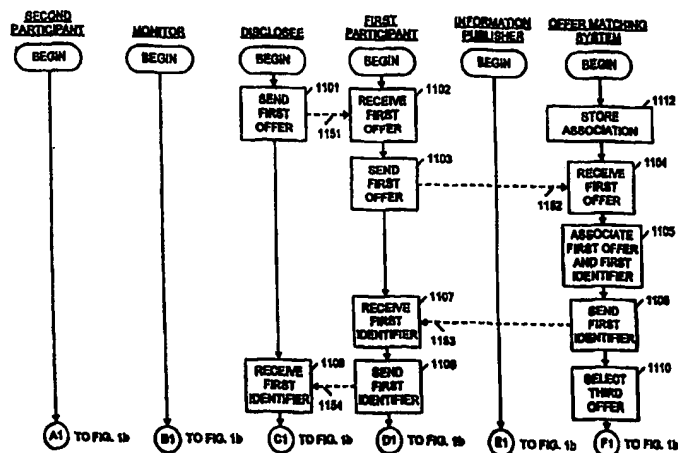 SECOND PARTICIPANT
MONITOR
DISCLOSEE
FIRST PARTICIPANT
INFORMATION PUBLISHER
OFFER MATCHING SYSTEM
BEGIN
BEGIN
BEGIN
BEGIN
BEGIN
BEGIN
1101
SEND FIRST OFFER
1151
1102
RECEIVE FIRST OFFER
1112
STORE ASSOCIATION
1103
SEND FIRST OFFER
1152
1104
RECEIVE FIRST OFFER
1105
ASSOCIATE FIRST OFFER AND FIRST IDENTIFIER
1107
RECEIVE FIRST IDENTIFIER
1153
SEND FIRST IDENTIFIER
RECEIVE FIRST IDENTIFIER
1154
SEND FIRST IDENTIFIER
1110
SELECT THIRD OFFER
A1 TO FIG. 1b
B1 TO FIG. 1b
C1 TO FIG. 1b
D1 TO FIG. 1b
E1 TO FIG. 1b
F1 TO FIG. 1b